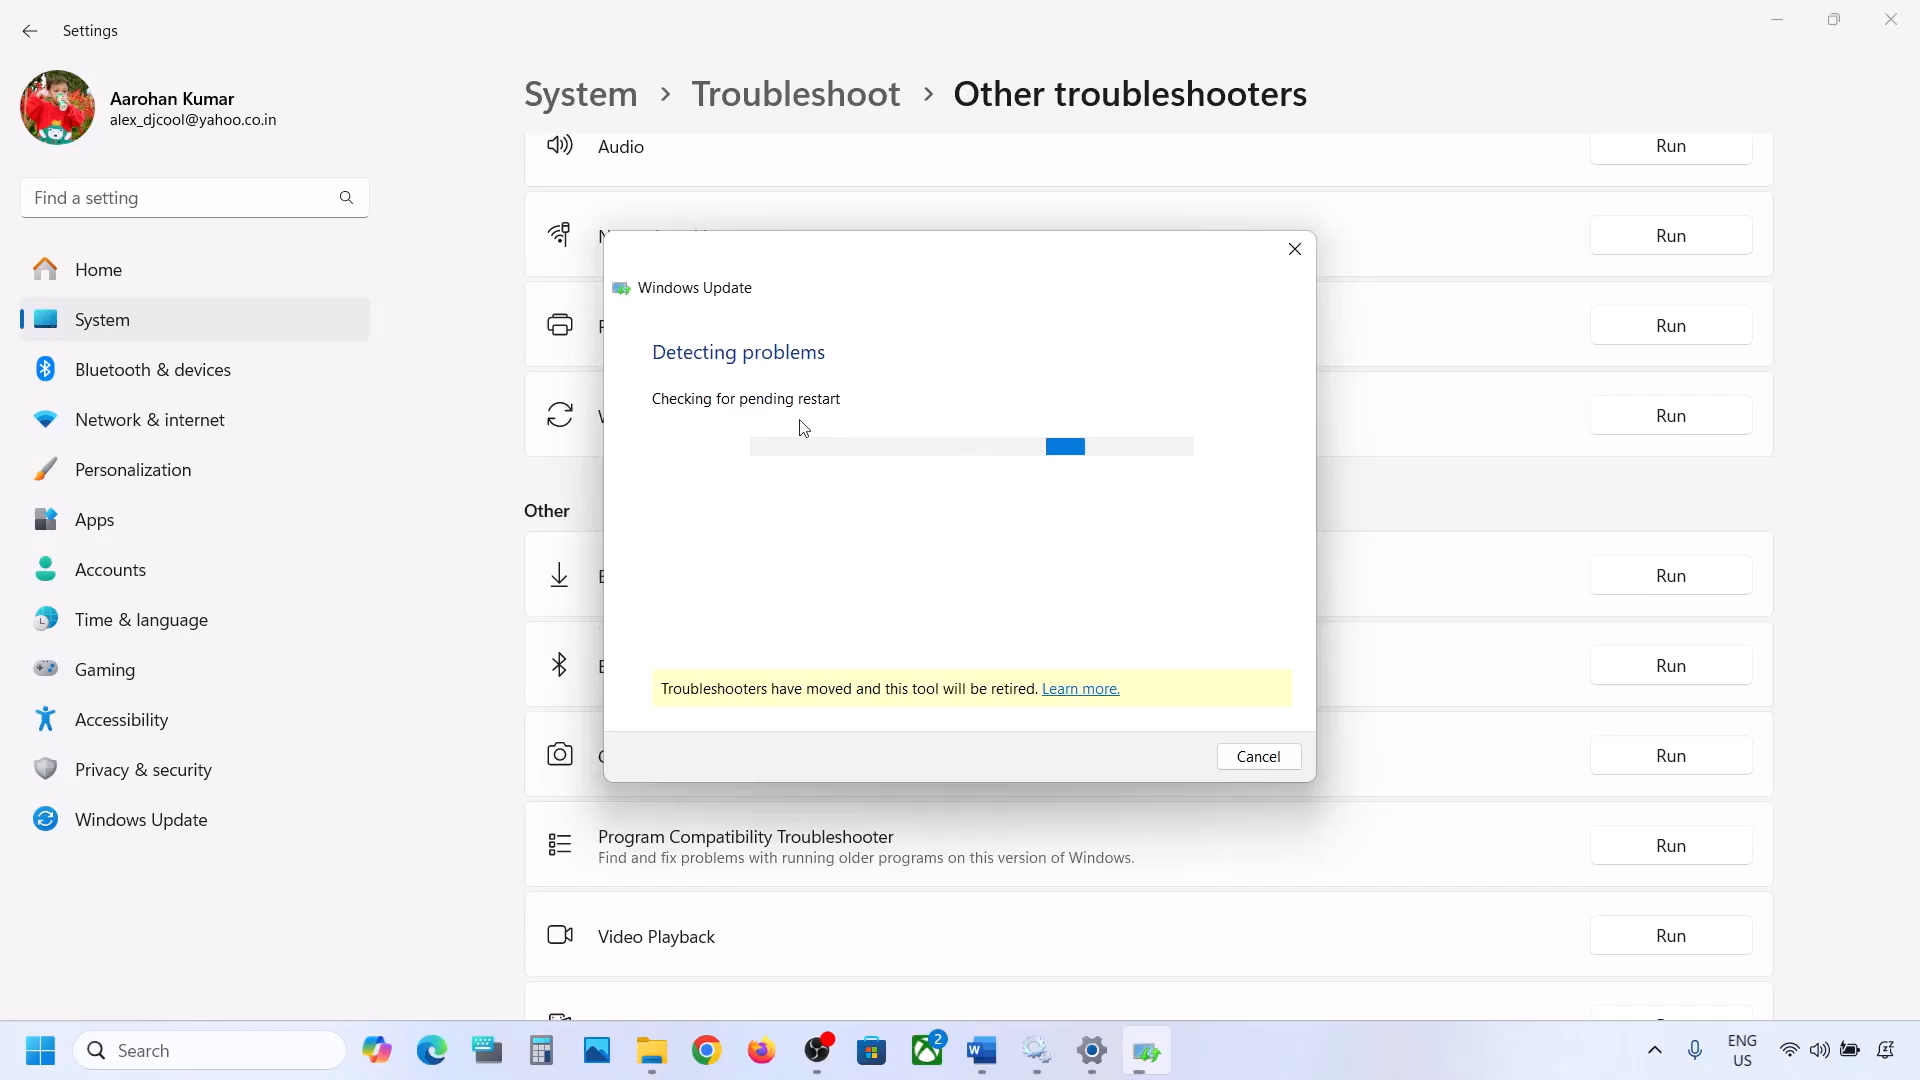 Settings
Aarohan Kumar
alex_djcool@yahoo.co.in
Find a setting
Home
System
Bluetooth & devices
Network & internet
Personalization
Apps
Accounts
Time & language
Gaming
Accessibility
Privacy & security
Windows Update
System > Troubleshoot > Other troubleshooters
Audio
Run
Run
Run
Run
Windows Update
Detecting problems
Checking for pending restart
Troubleshooters have moved and this tool will be retired. Learn more.
Cancel
Other
Run
Run
Run
Program Compatibility Troubleshooter
Find and fix problems with running older programs on this version of Windows.
Run
Video Playback
Run
Search
2
ENG
US